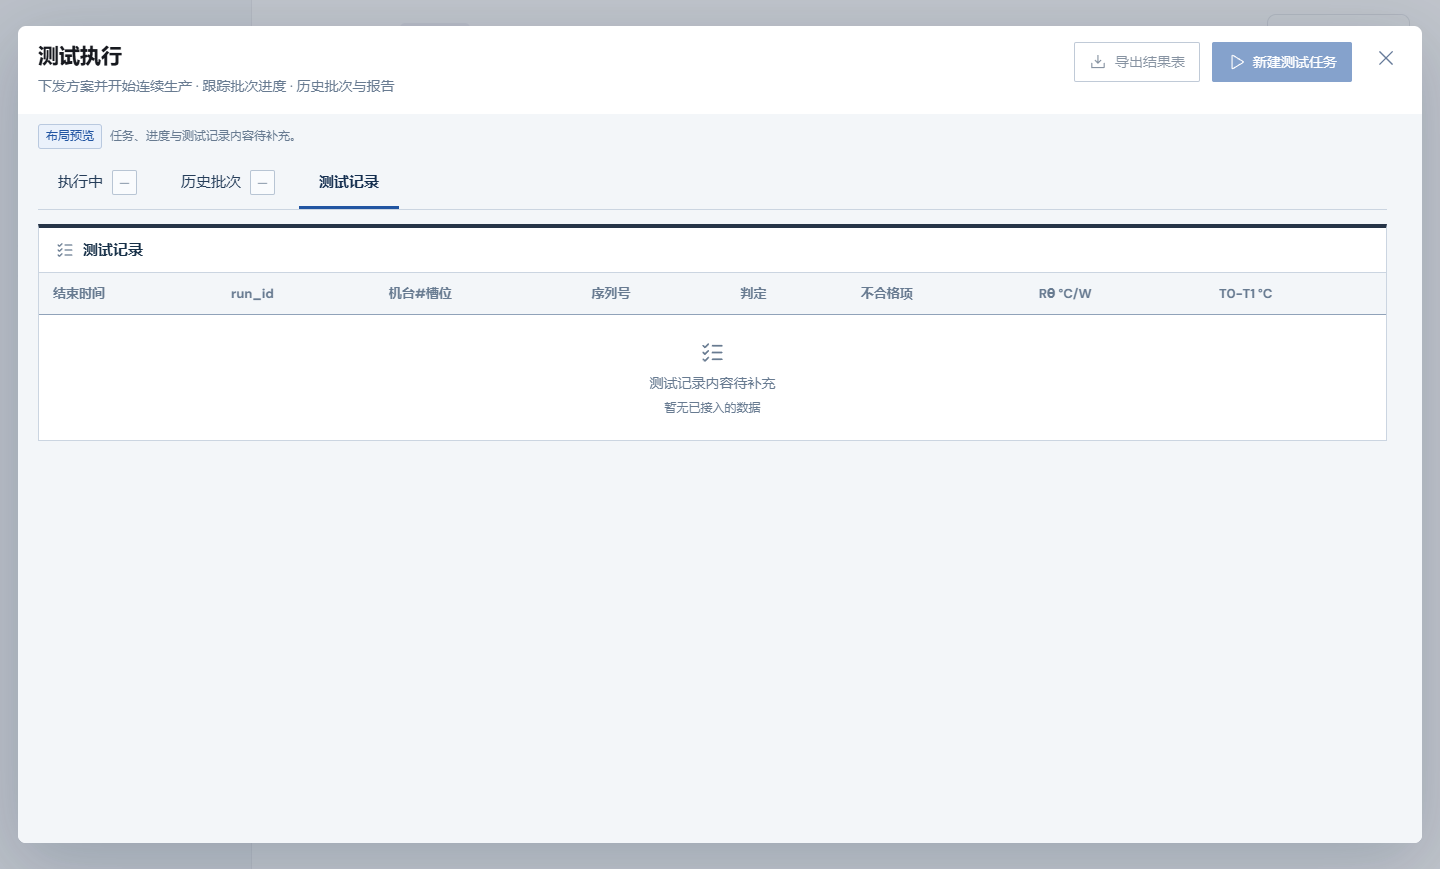 测试执行
下发方案并开始连续生产 · 跟踪批次进度 · 历史批次与报告
导出结果表
新建测试任务
布局预览 任务、进度与测试记录内容待补充。
执行中 — 历史批次 — 测试记录
测试记录
结束时间 run_id 机台#槽位 序列号 判定 不合格项 Rθ °C/W T0-T1 °C
测试记录内容待补充
暂无已接入的数据